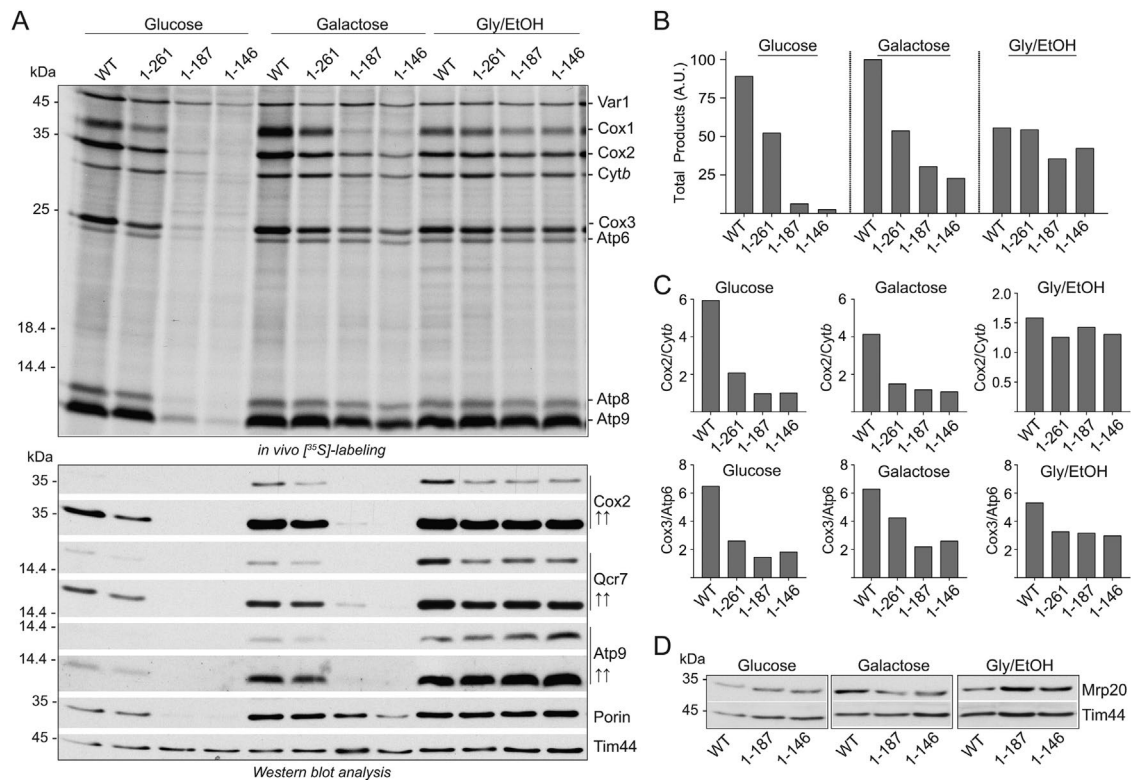 A
Glucose Galactose Gly/EtOH
kDa WT 1-261 1-187 1-146 WT 1-261 1-187 1-146 WT 1-261 1-187 1-146
45 - Var1
35 - Cox1
Cox2
Cytb
25 - Cox3
Atp6
18.4 -
14.4 -
Atp8
Atp9
in vivo [³⁵S]-labeling
kDa
35 -
Cox2
35 - ↑↑
14.4 - Qcr7
14.4 - ↑↑
14.4 - Atp9
14.4 - ↑↑
35 - Porin
45 - Tim44
Western blot analysis
B
Glucose Galactose Gly/EtOH
Total Products (A.U.)
100
75
50
25
WT 1-261 1-187 1-146 WT 1-261 1-187 1-146 WT 1-261 1-187 1-146
C
Glucose
Cox2/Cytb
6
4
2
WT 1-261 1-187 1-146
Galactose
Cox2/Cytb
6
4
2
WT 1-261 1-187 1-146
Gly/EtOH
Cox2/Cytb
2.0
1.5
1.0
0.5
WT 1-261 1-187 1-146
Glucose
Cox3/Atp6
8
6
4
2
WT 1-261 1-187 1-146
Galactose
Cox3/Atp6
8
6
4
2
WT 1-261 1-187 1-146
Gly/EtOH
Cox3/Atp6
8
6
4
2
WT 1-261 1-187 1-146
D
kDa Glucose Galactose Gly/EtOH
35 - Mrp20
45 - Tim44
WT 1-187 1-146 WT 1-187 1-146 WT 1-187 1-146